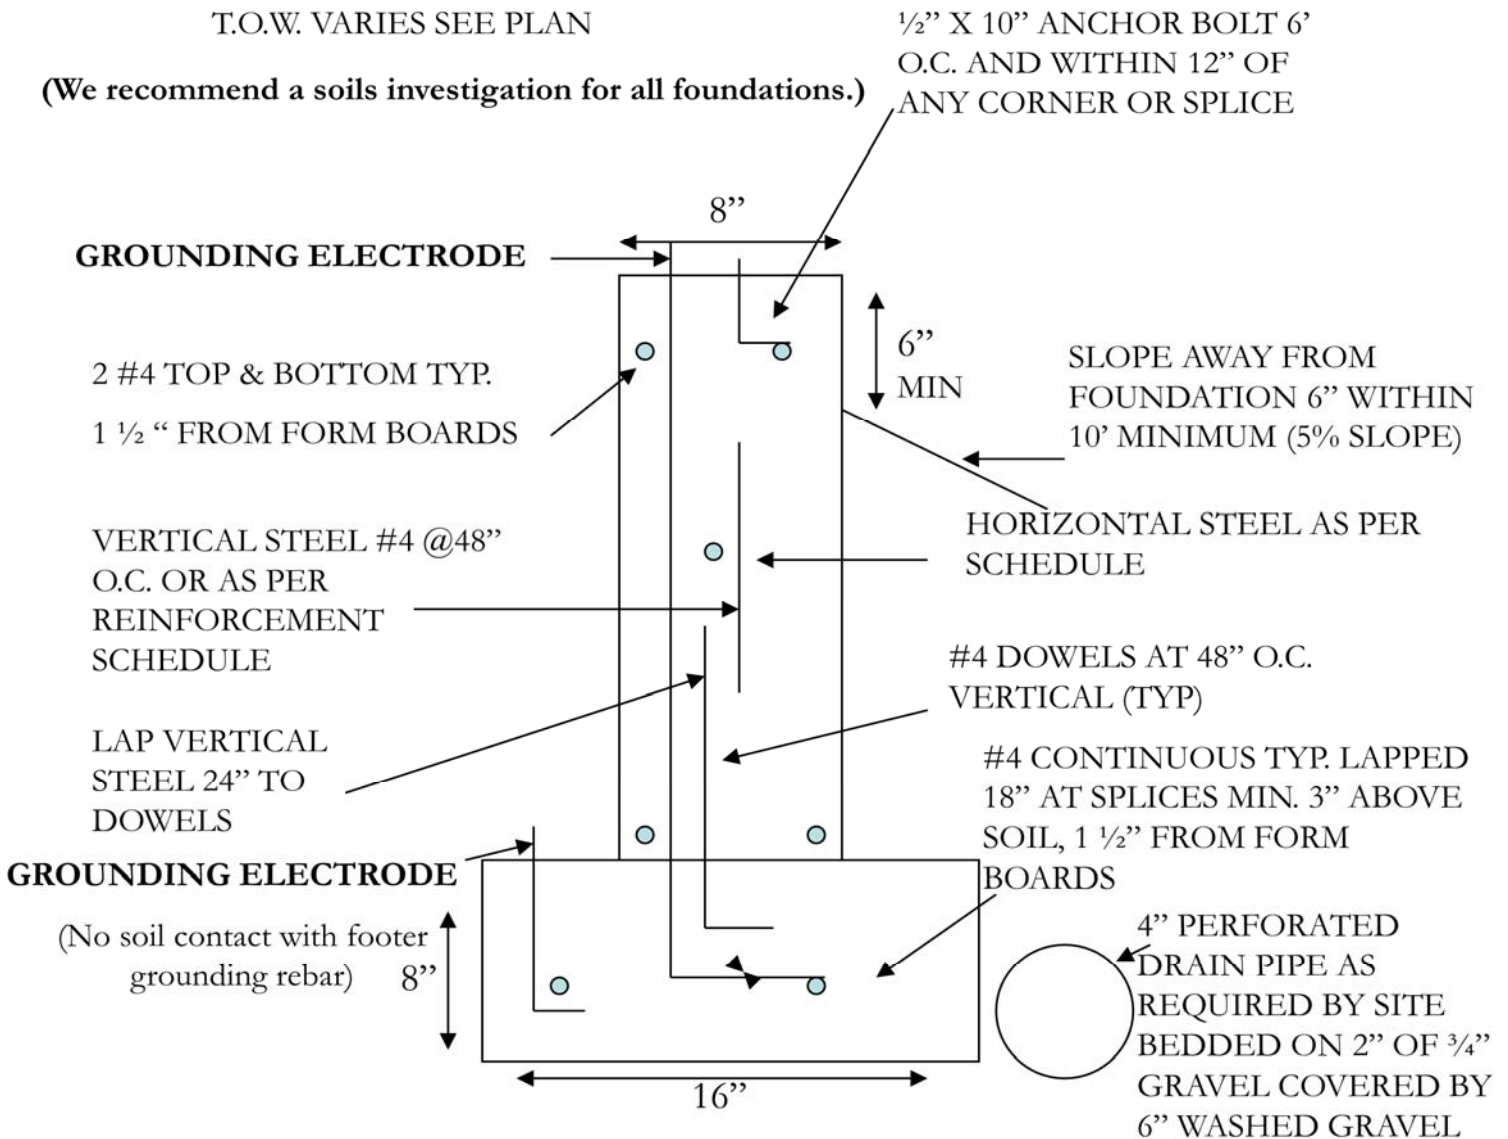 T.O.W. VARIES SEE PLAN
(We recommend a soils investigation for all foundations.)
½” X 10” ANCHOR BOLT 6’
O.C. AND WITHIN 12” OF
ANY CORNER OR SPLICE
8”
GROUNDING ELECTRODE
6”
MIN
2 #4 TOP & BOTTOM TYP.
1 ½ “ FROM FORM BOARDS
SLOPE AWAY FROM
FOUNDATION 6” WITHIN
10’ MINIMUM (5% SLOPE)
VERTICAL STEEL #4 @48”
O.C. OR AS PER
REINFORCEMENT
SCHEDULE
HORIZONTAL STEEL AS PER
SCHEDULE
#4 DOWELS AT 48” O.C.
VERTICAL (TYP)
LAP VERTICAL
STEEL 24” TO
DOWELS
#4 CONTINUOUS TYP. LAPPED
18” AT SPLICES MIN. 3” ABOVE
SOIL, 1 ½” FROM FORM
BOARDS
GROUNDING ELECTRODE
(No soil contact with footer
grounding rebar)
8”
4” PERFORATED
DRAIN PIPE AS
REQUIRED BY SITE
BEDDED ON 2” OF ¾”
GRAVEL COVERED BY
6” WASHED GRAVEL
16”